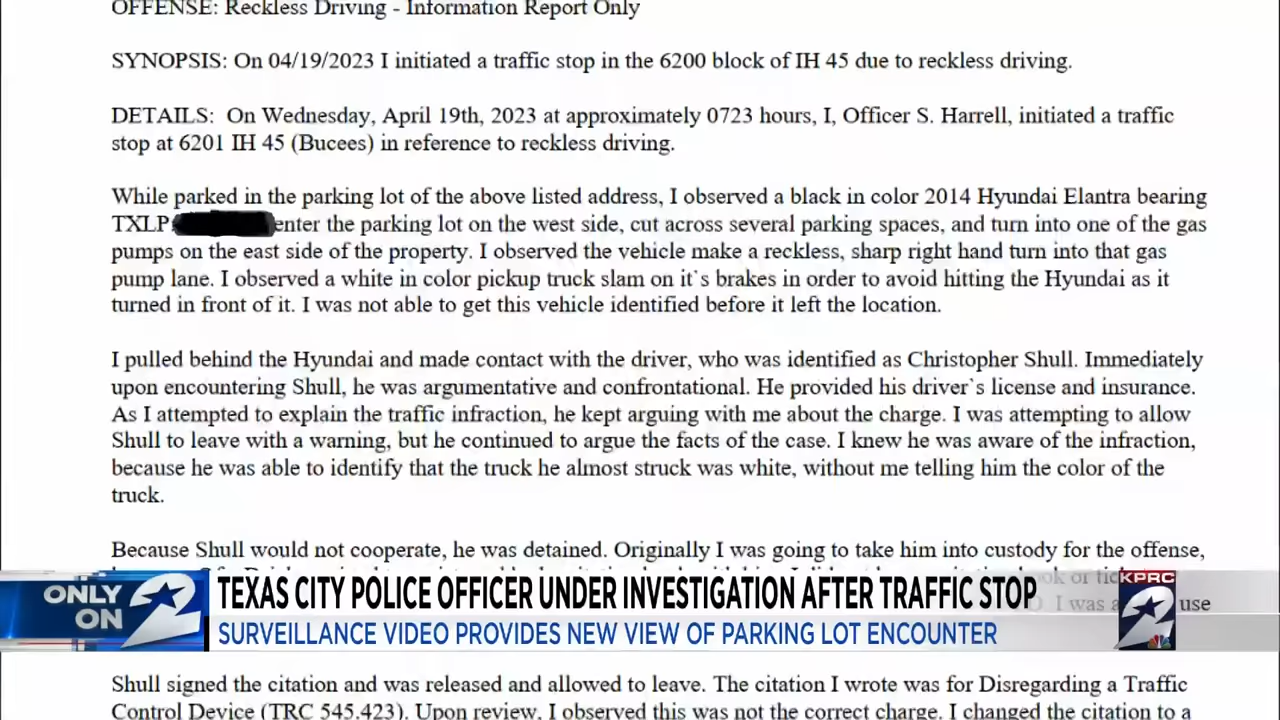 OFFENSE: Reckless Driving - Information Report Only
SYNOPSIS: On 04/19/2023 I initiated a traffic stop in the 6200 block of IH 45 due to reckless driving.
DETAILS: On Wednesday, April 19th, 2023 at approximately 0723 hours, I, Officer S. Harrell, initiated a traffic
stop at 6201 IH 45 (Bucees) in reference to reckless driving.
While parked in the parking lot of the above listed address, I observed a black in color 2014 Hyundai Elantra bearing
TXLP enter the parking lot on the west side, cut across several parking spaces, and turn into one of the gas
pumps on the east side of the property. I observed the vehicle make a reckless, sharp right hand turn into that gas
pump lane. I observed a white in color pickup truck slam on it`s brakes in order to avoid hitting the Hyundai as it
turned in front of it. I was not able to get this vehicle identified before it left the location.
I pulled behind the Hyundai and made contact with the driver, who was identified as Christopher Shull. Immediately
upon encountering Shull, he was argumentative and confrontational. He provided his driver`s license and insurance.
As I attempted to explain the traffic infraction, he kept arguing with me about the charge. I was attempting to allow
Shull to leave with a warning, but he continued to argue the facts of the case. I knew he was aware of the infraction,
because he was able to identify that the truck he almost struck was white, without me telling him the color of the
truck.
Because Shull would not cooperate, he was detained. Originally I was going to take him into custody for the offense,
or
I was use
ONLY ON 2
TEXAS CITY POLICE OFFICER UNDER INVESTIGATION AFTER TRAFFIC STOP
SURVEILLANCE VIDEO PROVIDES NEW VIEW OF PARKING LOT ENCOUNTER
KPRC
2
Shull signed the citation and was released and allowed to leave. The citation I wrote was for Disregarding a Traffic
Control Device (TRC 545.423). Upon review, I observed this was not the correct charge. I changed the citation to a